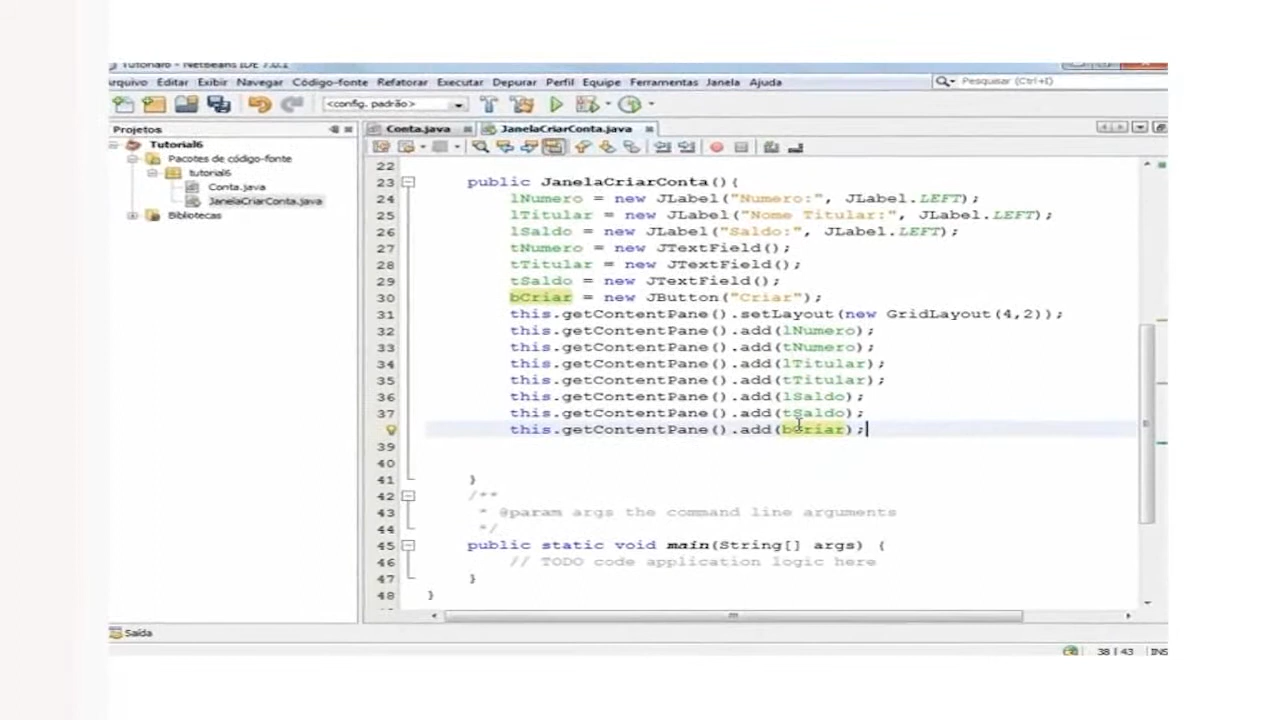 Tutorial6 - NetBeans IDE 7.0.1
rquivo Editar Exibir Navegar Código-fonte Refatorar Executar Depurar Perfil Equipe Ferramentas Janela Ajuda
Pesquisar (Ctrl+I)
<config. padrão>
Projetos
Tutorial6
Pacotes de código-fonte
tutorial6
Conta.java
JanelaCriarConta.java
Bibliotecas
Conta.java JanelaCriarConta.java
22
23 public JanelaCriarConta(){
24 lNumero = new JLabel("Numero:", JLabel.LEFT);
25 lTitular = new JLabel("Nome Titular:", JLabel.LEFT);
26 lSaldo = new JLabel("Saldo:", JLabel.LEFT);
27 tNumero = new JTextField();
28 tTitular = new JTextField();
29 tSaldo = new JTextField();
30 bCriar = new JButton("Criar");
31 this.getContentPane().setLayout(new GridLayout(4,2));
32 this.getContentPane().add(lNumero);
33 this.getContentPane().add(tNumero);
34 this.getContentPane().add(lTitular);
35 this.getContentPane().add(tTitular);
36 this.getContentPane().add(lSaldo);
37 this.getContentPane().add(tSaldo);
this.getContentPane().add(bCriar);
39
40
41 }
42 /**
43 * @param args the command line arguments
44 */
45 public static void main(String[] args) {
46 // TODO code application logic here
47 }
48 }
Saída
38 | 43 INS